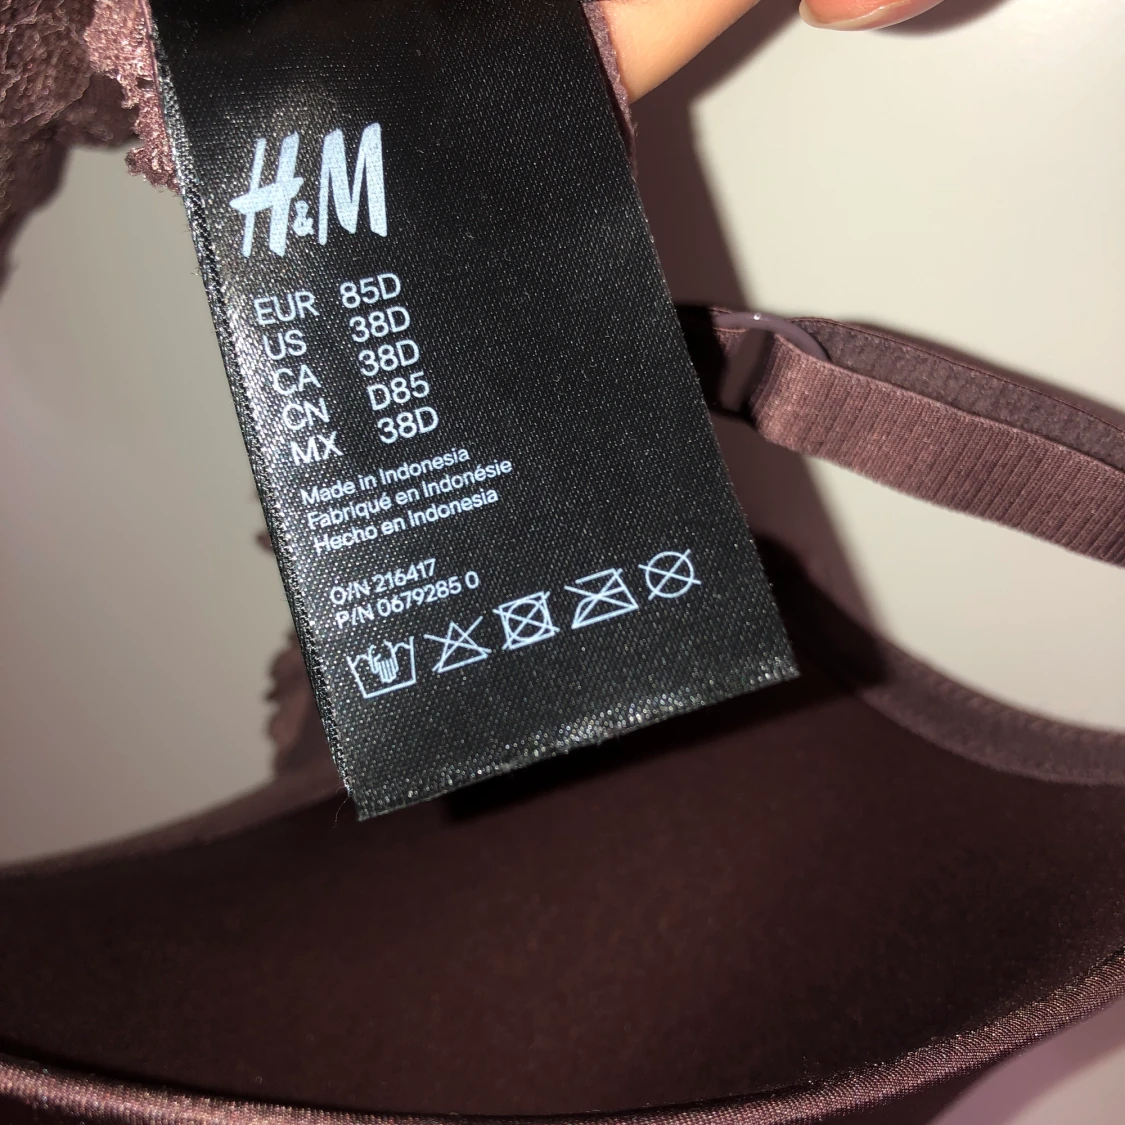 H&M
EUR 85D
US 38D
CA 38D
CN D85
MX 38D
Made in Indonesia
Fabriqué en Indonésie
Hecho en Indonesia
O/N 216417
P/N 0679285 0